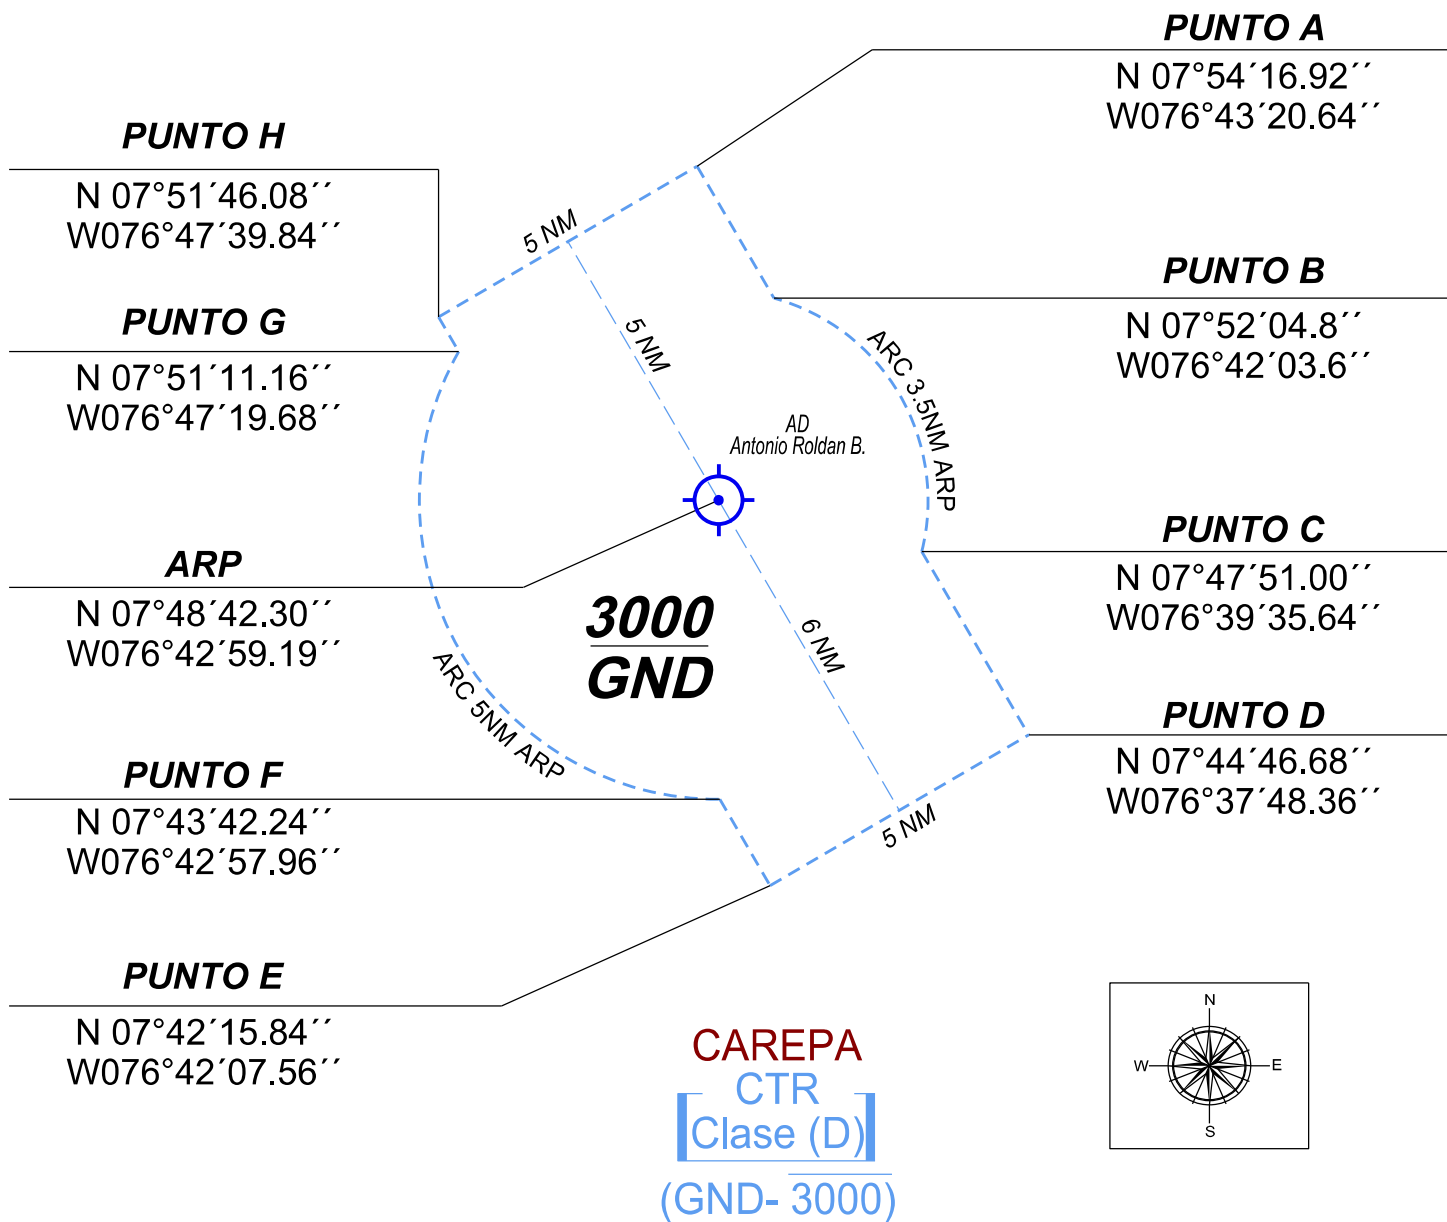 PUNTO A
N 07°54´16.92´´
W076°43´20.64´´
PUNTO H
N 07°51´46.08´´
W076°47´39.84´´
5 NM
PUNTO B
N 07°52´04.8´´
W076°42´03.6´´
PUNTO G
N 07°51´11.16´´
W076°47´19.68´´
5 NM
ARC 3.5NM ARP
AD
Antonio Roldan B.
PUNTO C
N 07°47´51.00´´
W076°39´35.64´´
ARP
N 07°48´42.30´´
W076°42´59.19´´
3000
GND
6 NM
ARC 5NM ARP
PUNTO D
N 07°44´46.68´´
W076°37´48.36´´
PUNTO F
N 07°43´42.24´´
W076°42´57.96´´
5 NM
PUNTO E
N 07°42´15.84´´
W076°42´07.56´´
CAREPA
CTR
Clase (D)
(GND- 3000)
N
W
E
S